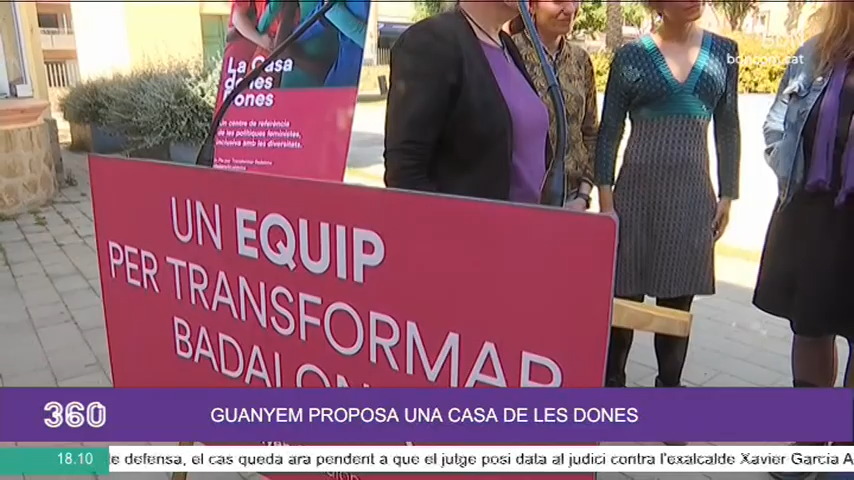 La Casa
de les
Dones
Un centre de referència
de les polítiques feministes,
inclusiva amb les diversitats.
bondia.cat
UN EQUIP
PER TRANSFORMAR
BADALON
360
GUANYEM PROPOSA UNA CASA DE LES DONES
18.10
e defensa, el cas queda ara pendent a que el jutge posi data al judici contra l'exalcalde Xavier Garcia A